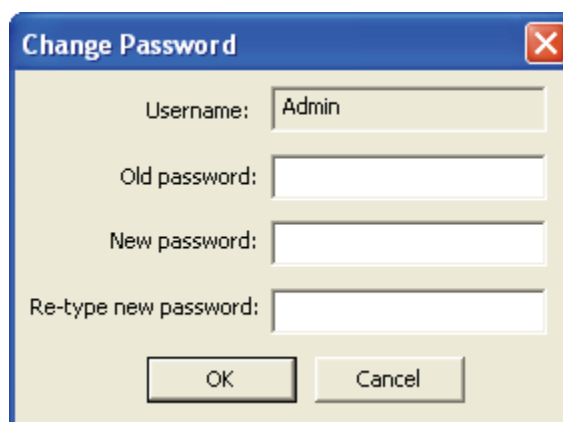 Change Password
Username: Admin
Old password:
New password:
Re-type new password:
OK Cancel